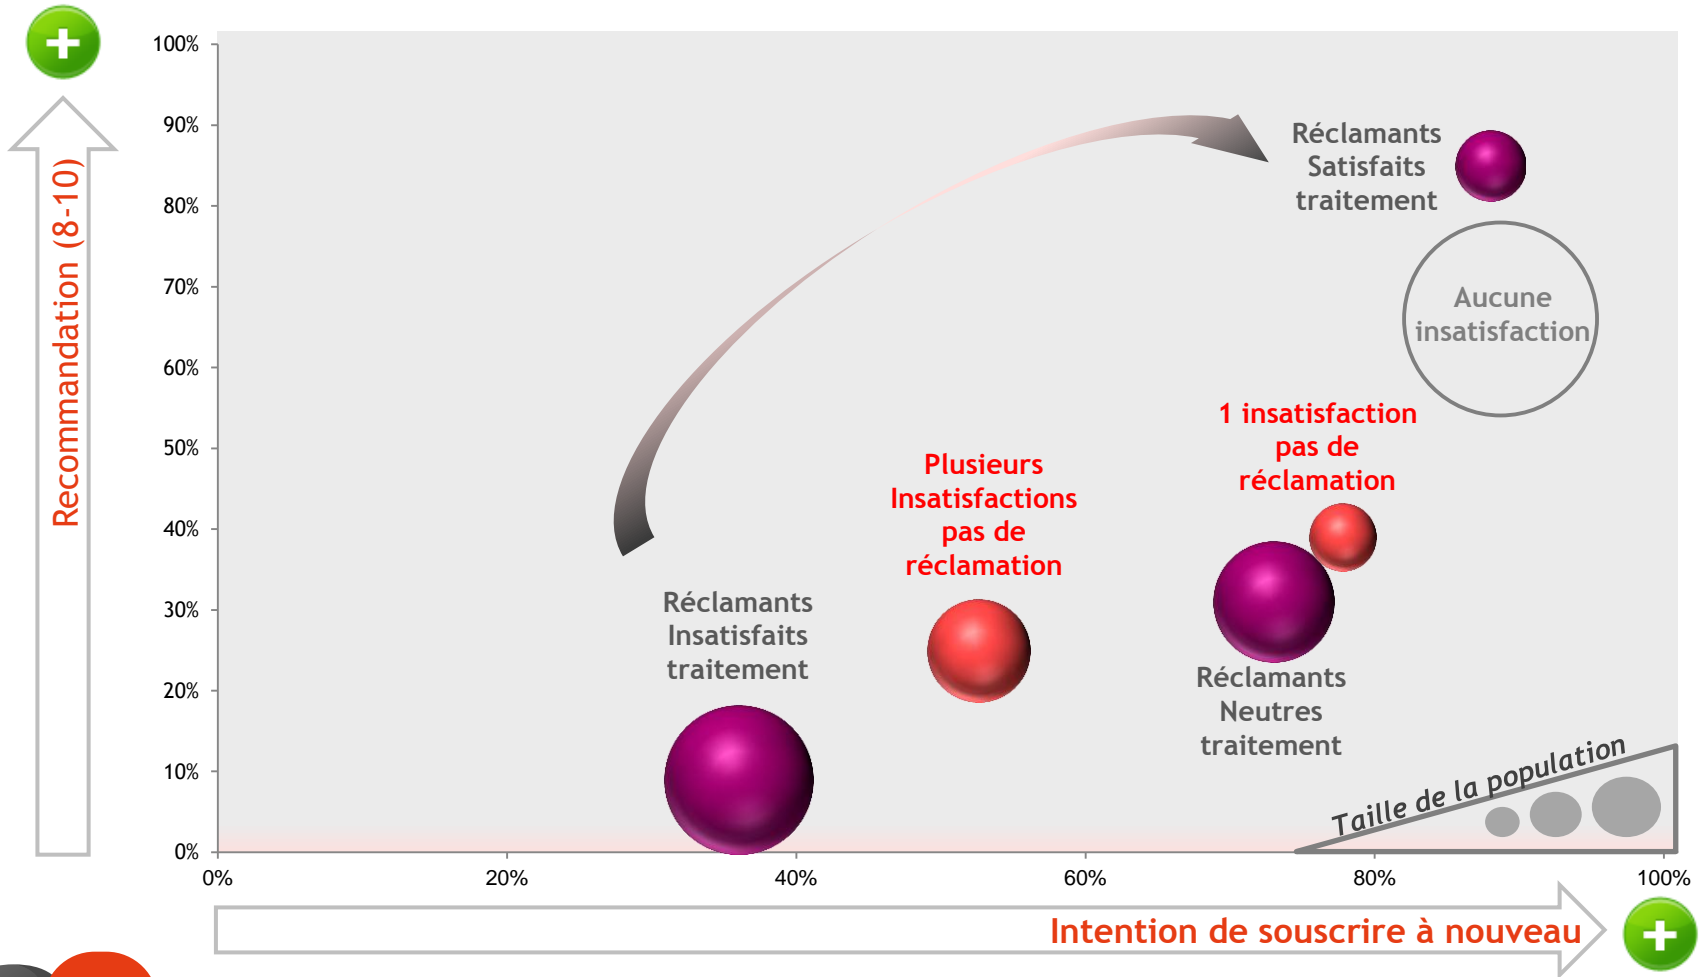 Recommandation (8-10)
100%
90%
80%
70%
60%
50%
40%
30%
20%
10%
0%
Réclamants
Satisfaits
traitement
Aucune
insatisfaction
1 insatisfaction
pas de
réclamation
Plusieurs
Insatisfactions
pas de
réclamation
Réclamants
Insatisfaits
traitement
Réclamants
Neutres
traitement
Taille de la population
0%
20%
40%
60%
80%
100%
Intention de souscrire à nouveau